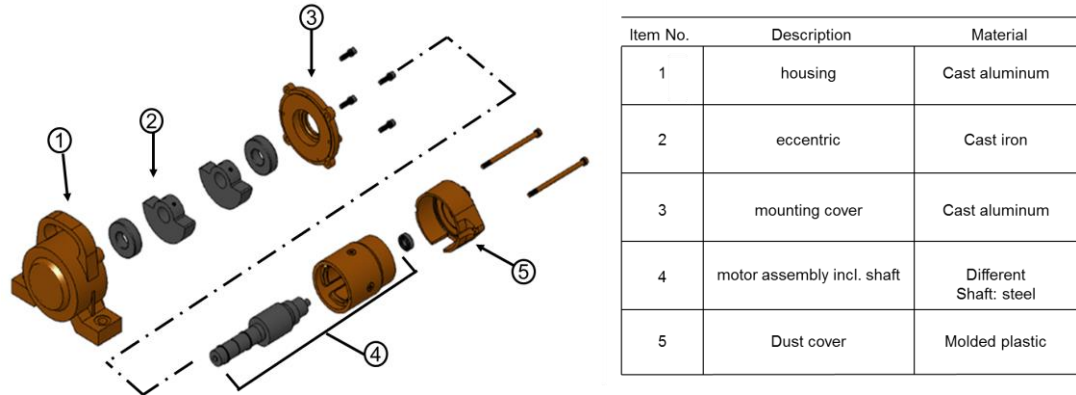 1
2
3
4
5
Item No. Description Material
1 housing Cast aluminum
2 eccentric Cast iron
3 mounting cover Cast aluminum
4 motor assembly incl. shaft Different
Shaft: steel
5 Dust cover Molded plastic